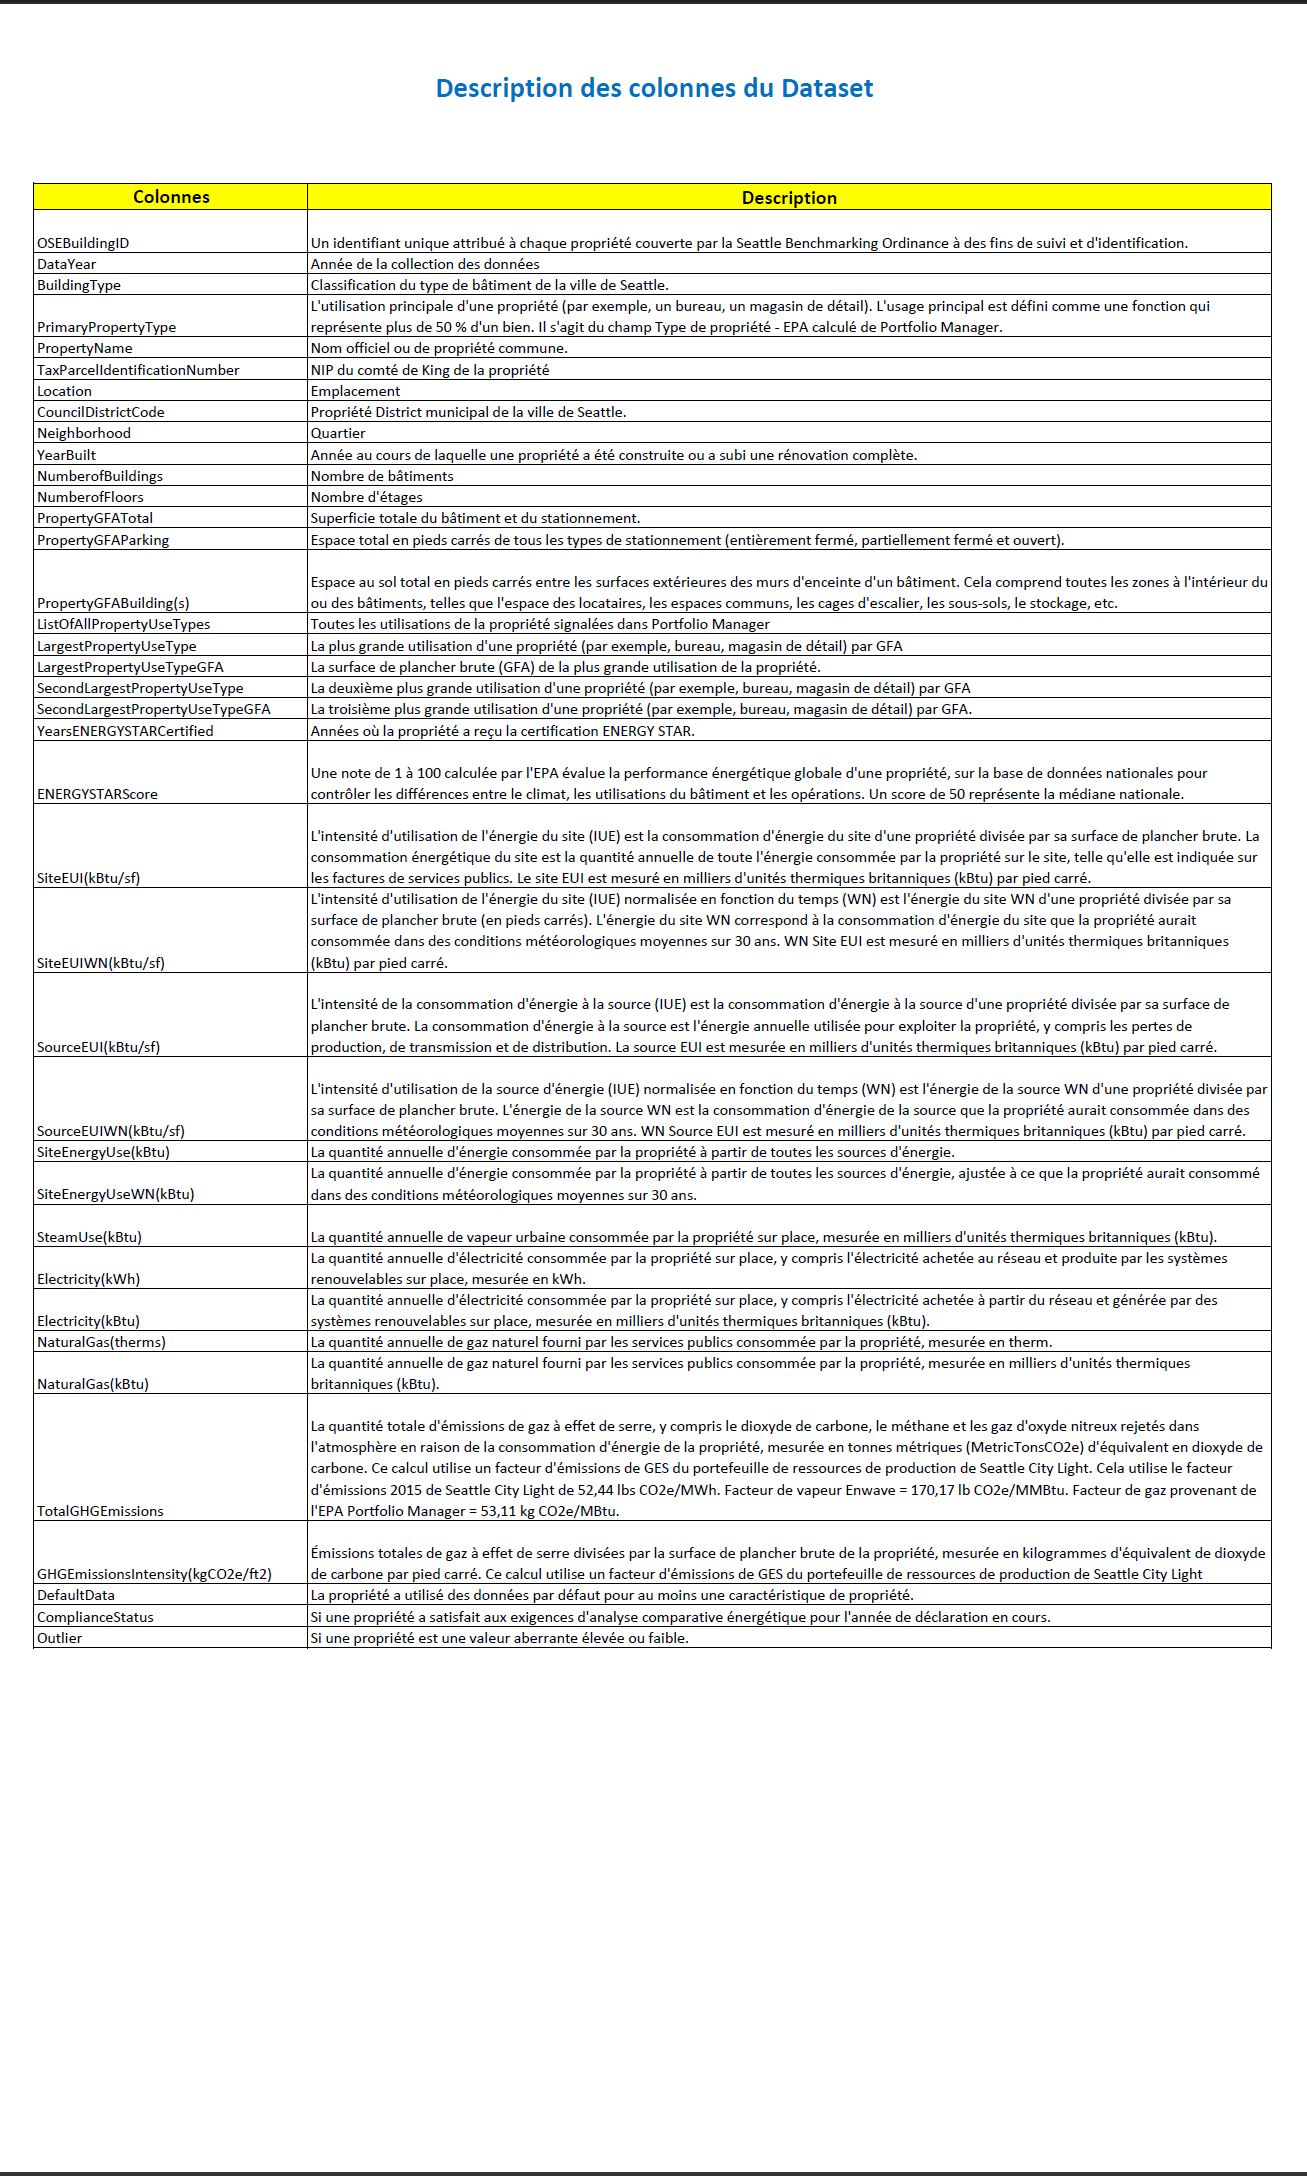 Description des colonnes du Dataset
Colonnes Description
OSEBuildingID Un identifiant unique attribué à chaque propriété couverte par la Seattle Benchmarking Ordinance à des fins de suivi et d'identification.
DataYear Année de la collection des données
BuildingType Classification du type de bâtiment de la ville de Seattle.
L'utilisation principale d'une propriété (par exemple, un bureau, un magasin de détail). L'usage principal est défini comme une fonction qui
PrimaryPropertyType représente plus de 50 % d'un bien. Il s'agit du champ Type de propriété - EPA calculé de Portfolio Manager.
PropertyName Nom officiel ou de propriété commune.
TaxParcelIdentificationNumber NIP du comté de King de la propriété
Location Emplacement
CouncilDistrictCode Propriété District municipal de la ville de Seattle.
Neighborhood Quartier
YearBuilt Année au cours de laquelle une propriété a été construite ou a subi une rénovation complète.
NumberofBuildings Nombre de bâtiments
NumberofFloors Nombre d'étages
PropertyGFATotal Superficie totale du bâtiment et du stationnement.
PropertyGFAParking Espace total en pieds carrés de tous les types de stationnement (entièrement fermé, partiellement fermé et ouvert).
Espace au sol total en pieds carrés entre les surfaces extérieures des murs d'enceinte d'un bâtiment. Cela comprend toutes les zones à l'intérieur du
PropertyGFABuilding(s) ou des bâtiments, telles que l'espace des locataires, les espaces communs, les cages d'escalier, les sous-sols, le stockage, etc.
ListOfAllPropertyUseTypes Toutes les utilisations de la propriété signalées dans Portfolio Manager
LargestPropertyUseType La plus grande utilisation d'une propriété (par exemple, bureau, magasin de détail) par GFA
LargestPropertyUseTypeGFA La surface de plancher brute (GFA) de la plus grande utilisation de la propriété.
SecondLargestPropertyUseType La deuxième plus grande utilisation d'une propriété (par exemple, bureau, magasin de détail) par GFA
SecondLargestPropertyUseTypeGFA La troisième plus grande utilisation d'une propriété (par exemple, bureau, magasin de détail) par GFA.
YearsENERGYSTARCertified Années où la propriété a reçu la certification ENERGY STAR.
Une note de 1 à 100 calculée par l'EPA évalue la performance énergétique globale d'une propriété, sur la base de données nationales pour
ENERGYSTARScore contrôler les différences entre le climat, les utilisations du bâtiment et les opérations. Un score de 50 représente la médiane nationale.
L'intensité d'utilisation de l'énergie du site (IUE) est la consommation d'énergie du site d'une propriété divisée par sa surface de plancher brute. La
consommation énergétique du site est la quantité annuelle de toute l'énergie consommée par la propriété sur le site, telle qu'elle est indiquée sur
SiteEUI(kBtu/sf) les factures de services publics. Le site EUI est mesuré en milliers d'unités thermiques britanniques (kBtu) par pied carré.
L'intensité d'utilisation de l'énergie du site (IUE) normalisée en fonction du temps (WN) est l'énergie du site WN d'une propriété divisée par sa
surface de plancher brute (en pieds carrés). L'énergie du site WN correspond à la consommation d'énergie du site que la propriété aurait
consommée dans des conditions météorologiques moyennes sur 30 ans. WN Site EUI est mesuré en milliers d'unités thermiques britanniques
SiteEUIWN(kBtu/sf) (kBtu) par pied carré.
L'intensité de la consommation d'énergie à la source (IUE) est la consommation d'énergie à la source d'une propriété divisée par sa surface de
plancher brute. La consommation d'énergie à la source est l'énergie annuelle utilisée pour exploiter la propriété, y compris les pertes de
SourceEUI(kBtu/sf) production, de transmission et de distribution. La source EUI est mesurée en milliers d'unités thermiques britanniques (kBtu) par pied carré.
L'intensité d'utilisation de la source d'énergie (IUE) normalisée en fonction du temps (WN) est l'énergie de la source WN d'une propriété divisée par
sa surface de plancher brute. L'énergie de la source WN est la consommation d'énergie de la source que la propriété aurait consommée dans des
SourceEUIWN(kBtu/sf) conditions météorologiques moyennes sur 30 ans. WN Source EUI est mesuré en milliers d'unités thermiques britanniques (kBtu) par pied carré.
SiteEnergyUse(kBtu) La quantité annuelle d'énergie consommée par la propriété à partir de toutes les sources d'énergie.
La quantité annuelle d'énergie consommée par la propriété à partir de toutes les sources d'énergie, ajustée à ce que la propriété aurait consommé
SiteEnergyUseWN(kBtu) dans des conditions météorologiques moyennes sur 30 ans.
SteamUse(kBtu) La quantité annuelle de vapeur urbaine consommée par la propriété sur place, mesurée en milliers d'unités thermiques britanniques (kBtu).
La quantité annuelle d'électricité consommée par la propriété sur place, y compris l'électricité achetée au réseau et produite par les systèmes
Electricity(kWh) renouvelables sur place, mesurée en kWh.
La quantité annuelle d'électricité consommée par la propriété sur place, y compris l'électricité achetée à partir du réseau et générée par des
Electricity(kBtu) systèmes renouvelables sur place, mesurée en milliers d'unités thermiques britanniques (kBtu).
NaturalGas(therms) La quantité annuelle de gaz naturel fourni par les services publics consommée par la propriété, mesurée en therm.
La quantité annuelle de gaz naturel fourni par les services publics consommée par la propriété, mesurée en milliers d'unités thermiques
NaturalGas(kBtu) britanniques (kBtu).
La quantité totale d'émissions de gaz à effet de serre, y compris le dioxyde de carbone, le méthane et les gaz d'oxyde nitreux rejetés dans
l'atmosphère en raison de la consommation d'énergie de la propriété, mesurée en tonnes métriques (MetricTonsCO2e) d'équivalent en dioxyde de
carbone. Ce calcul utilise un facteur d'émissions de GES du portefeuille de ressources de production de Seattle City Light. Cela utilise le facteur
d'émissions 2015 de Seattle City Light de 52,44 lbs CO2e/MWh. Facteur de vapeur Enwave = 170,17 lb CO2e/MMBtu. Facteur de gaz provenant de
TotalGHGEmissions l'EPA Portfolio Manager = 53,11 kg CO2e/MBtu.
Émissions totales de gaz à effet de serre divisées par la surface de plancher brute de la propriété, mesurée en kilogrammes d'équivalent de dioxyde
GHGEmissionsIntensity(kgCO2e/ft2) de carbone par pied carré. Ce calcul utilise un facteur d'émissions de GES du portefeuille de ressources de production de Seattle City Light
DefaultData La propriété a utilisé des données par défaut pour au moins une caractéristique de propriété.
ComplianceStatus Si une propriété a satisfait aux exigences d'analyse comparative énergétique pour l'année de déclaration en cours.
Outlier Si une propriété est une valeur aberrante élevée ou faible.